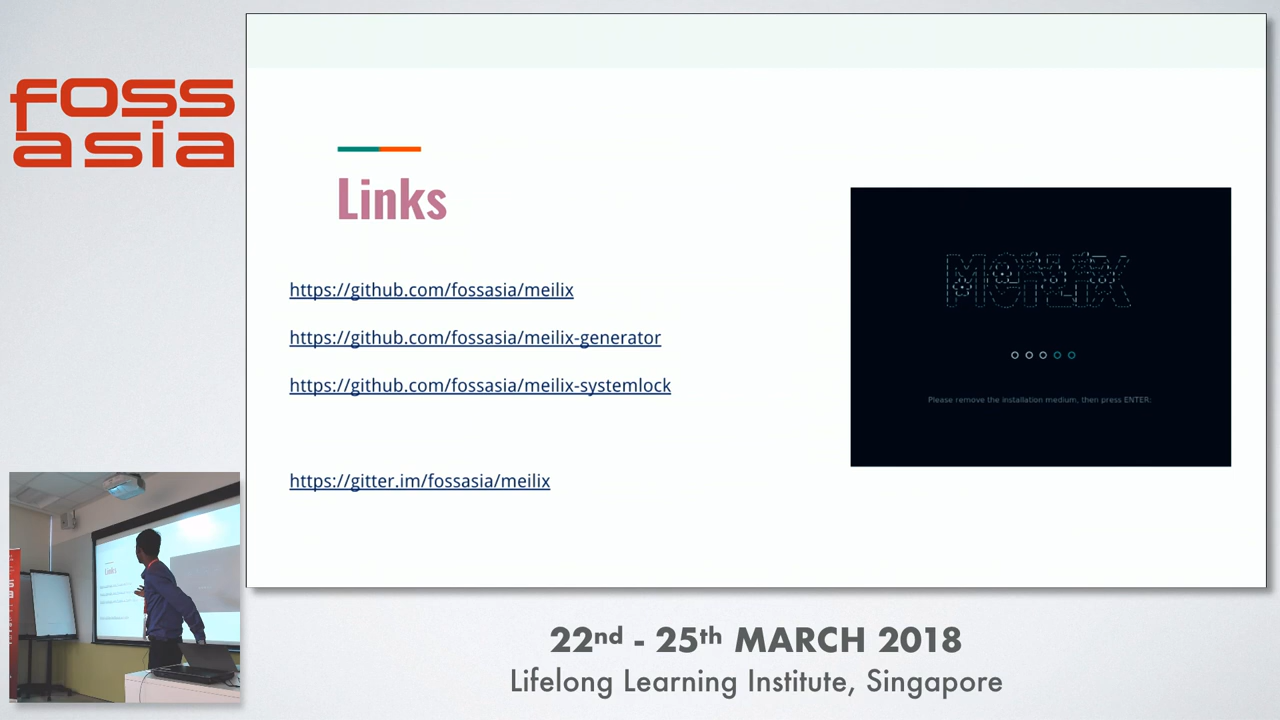 foss
asia
Links
https://github.com/fossasia/meilix
https://github.com/fossasia/meilix-generator
https://github.com/fossasia/meilix-systemlock
https://gitter.im/fossasia/meilix
MEiLiX
Please remove the installation medium, then press ENTER:
Links
22nd - 25th MARCH 2018
Lifelong Learning Institute, Singapore